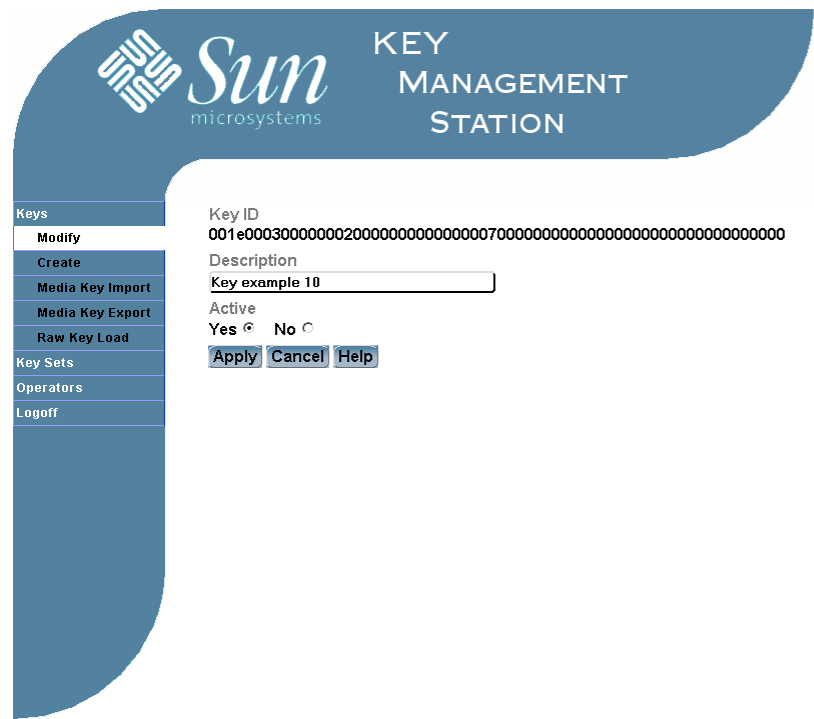 Sun
microsystems
KEY
MANAGEMENT
STATION
Keys
Modify
Create
Media Key Import
Media Key Export
Raw Key Load
Key Sets
Operators
Logoff
Key ID
001e00030000000200000000000000070000000000000000000000000000000
Description
Key example 10
Active
Yes No
Apply Cancel Help